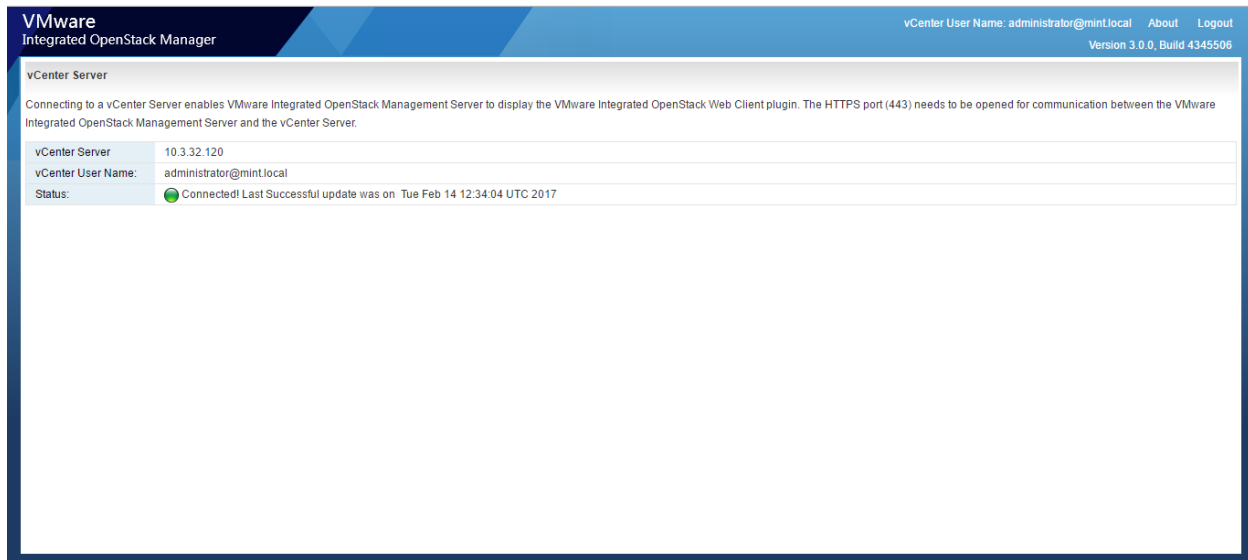 VMware
Integrated OpenStack Manager
vCenter User Name: administrator@mint.local About Logout
Version 3.0.0, Build 4345506
vCenter Server
Connecting to a vCenter Server enables VMware Integrated OpenStack Management Server to display the VMware Integrated OpenStack Web Client plugin. The HTTPS port (443) needs to be opened for communication between the VMware
Integrated OpenStack Management Server and the vCenter Server.
vCenter Server 10.3.32.120
vCenter User Name: administrator@mint.local
Status: Connected! Last Successful update was on Tue Feb 14 12:34:04 UTC 2017